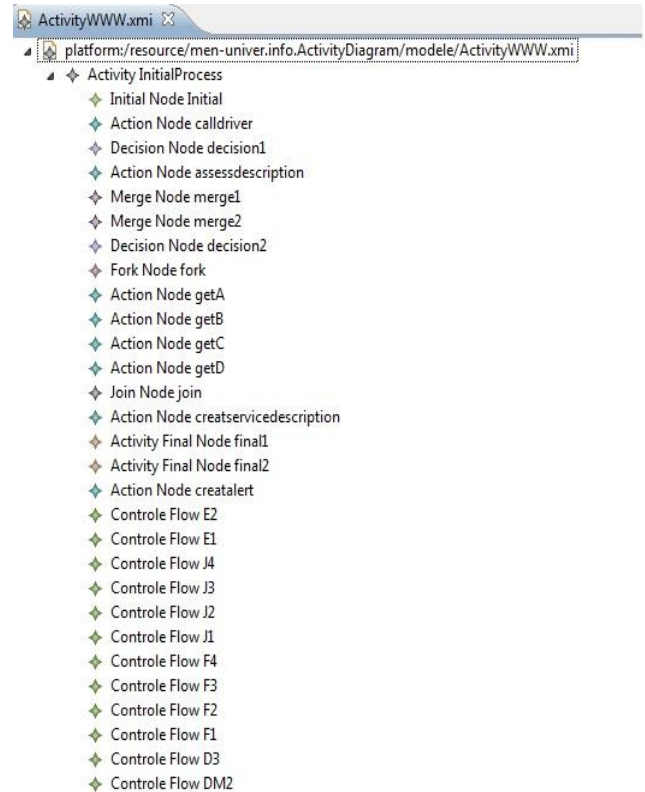 ActivityWWW.xmi
platform:/resource/men-univer.info.ActivityDiagram/modele/ActivityWWW.xmi
Activity InitialProcess
Initial Node Initial
Action Node calldriver
Decision Node decision1
Action Node assessdescription
Merge Node merge1
Merge Node merge2
Decision Node decision2
Fork Node fork
Action Node getA
Action Node getB
Action Node getC
Action Node getD
Join Node join
Action Node creatservicedescription
Activity Final Node final1
Activity Final Node final2
Action Node creatalert
Controle Flow E2
Controle Flow E1
Controle Flow J4
Controle Flow J3
Controle Flow J2
Controle Flow J1
Controle Flow F4
Controle Flow F3
Controle Flow F2
Controle Flow F1
Controle Flow D3
Controle Flow DM2